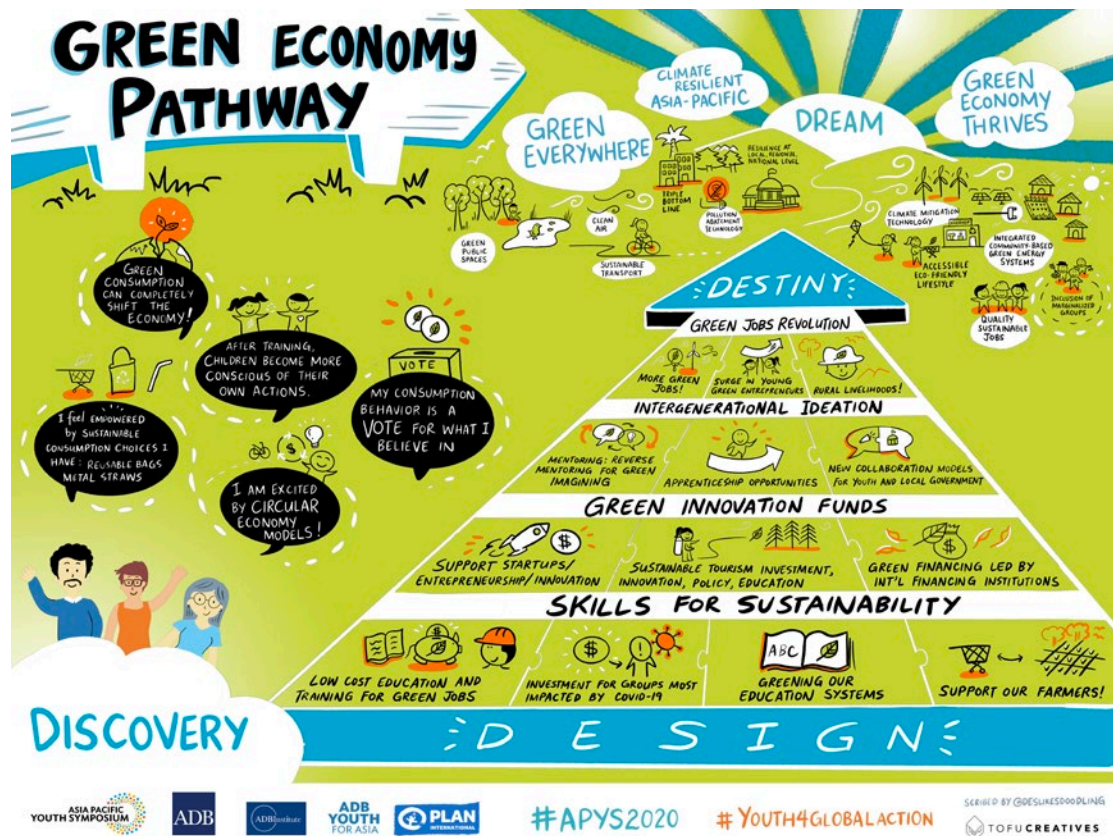 GREEN ECONOMY
PATHWAY
GREEN
EVERYWHERE
CLIMATE
RESILIENT
ASIA-PACIFIC
DREAM
GREEN
ECONOMY
THRIVES
GREEN
PUBLIC
SPACES
CLEAN
AIR
SUSTAINABLE
TRANSPORT
TRIPLE
BOTTOM
LINE
POLLUTION
ABATEMENT
TECHNOLOGY
RESILIENCE AT
LOCAL, REGIONAL,
NATIONAL LEVEL
CLIMATE MITIGATION
TECHNOLOGY
ACCESSIBLE
ECO-FRIENDLY
LIFESTYLE
INTEGRATED
COMMUNITY-BASED
GREEN ENERGY
SYSTEMS
QUALITY
SUSTAINABLE
JOBS
INCLUSION OF
MARGINALIZED
GROUPS
GREEN
CONSUMPTION
CAN COMPLETELY
SHIFT THE
ECONOMY!
AFTER TRAINING,
CHILDREN BECOME MORE
CONSCIOUS OF THEIR
OWN ACTIONS.
VOTE
MY CONSUMPTION
BEHAVIOR IS A
VOTE FOR WHAT I
BELIEVE IN
I feel EMPOWERED
by SUSTAINABLE
CONSUMPTION CHOICES I
HAVE: REUSABLE BAGS
METAL STRAWS
I AM EXCITED
BY CIRCULAR
ECONOMY
MODELS!
DESTINY
GREEN JOBS REVOLUTION
MORE GREEN
JOBS!
SURGE IN YOUNG
GREEN ENTREPRENEURS
RURAL LIVELIHOODS!
INTERGENERATIONAL IDEATION
MENTORING: REVERSE
MENTORING FOR GREEN
IMAGINING
APPRENTICESHIP OPPORTUNITIES
NEW COLLABORATION MODELS
FOR YOUTH AND LOCAL GOVERNMENT
GREEN INNOVATION FUNDS
SUPPORT STARTUPS/
ENTREPRENEURSHIP/INNOVATION
SUSTAINABLE TOURISM INVESTMENT,
INNOVATION, POLICY, EDUCATION
GREEN FINANCING LED BY
INT'L FINANCING INSTITUTIONS
SKILLS FOR SUSTAINABILITY
LOW COST EDUCATION AND
TRAINING FOR GREEN JOBS
INVESTMENT FOR GROUPS MOST
IMPACTED BY COVID-19
ABC
GREENING OUR
EDUCATION SYSTEMS
SUPPORT OUR FARMERS!
DISCOVERY
DESIGN
ASIA PACIFIC
YOUTH SYMPOSIUM
ADB
ADBInstitute
ADB
YOUTH
FOR ASIA
PLAN
INTERNATIONAL
#APYS2020
#YOUTH4GLOBALACTION
SCRIBED BY @DESLIKESDOODLING
TOFU CREATIVES